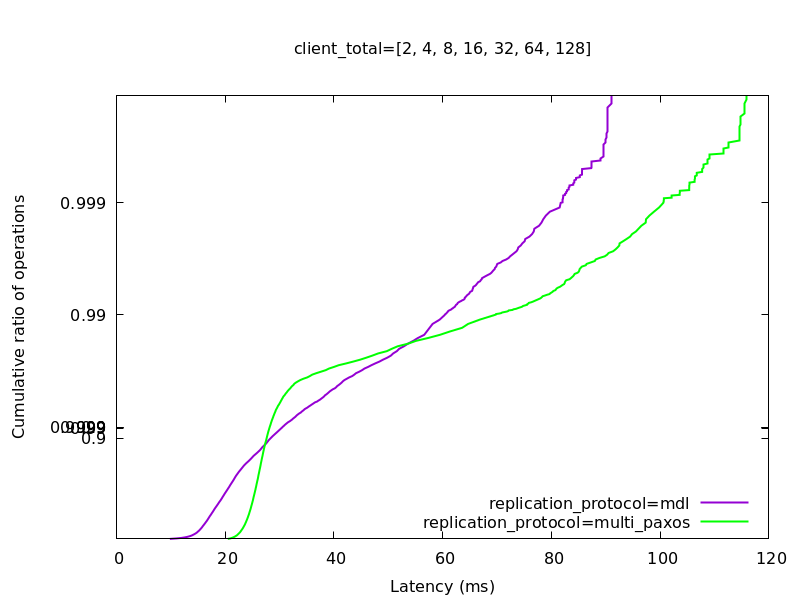 client_total=[2, 4, 8, 16, 32, 64, 128]
Cumulative ratio of operations
0.999
0.99
0.9
replication_protocol=mdl
replication_protocol=multi_paxos
0 20 40 60 80 100 120
Latency (ms)